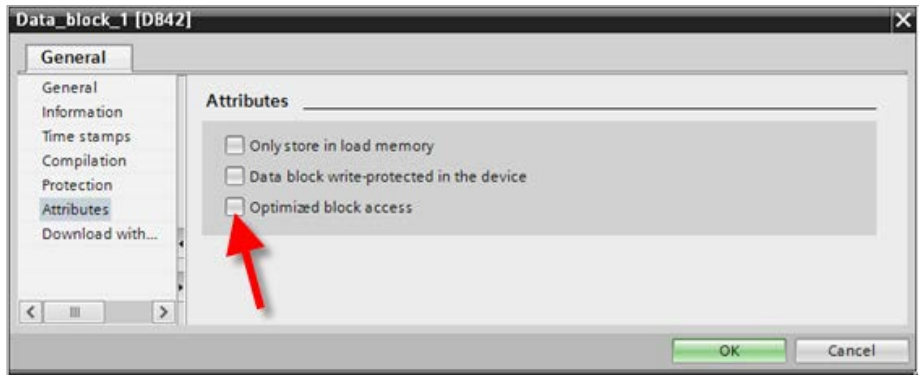 Data_block_1 [DB42]
General
General
Information
Time stamps
Compilation
Protection
Attributes
Download with...
Attributes
Only store in load memory
Data block write-protected in the device
Optimized block access
OK
Cancel